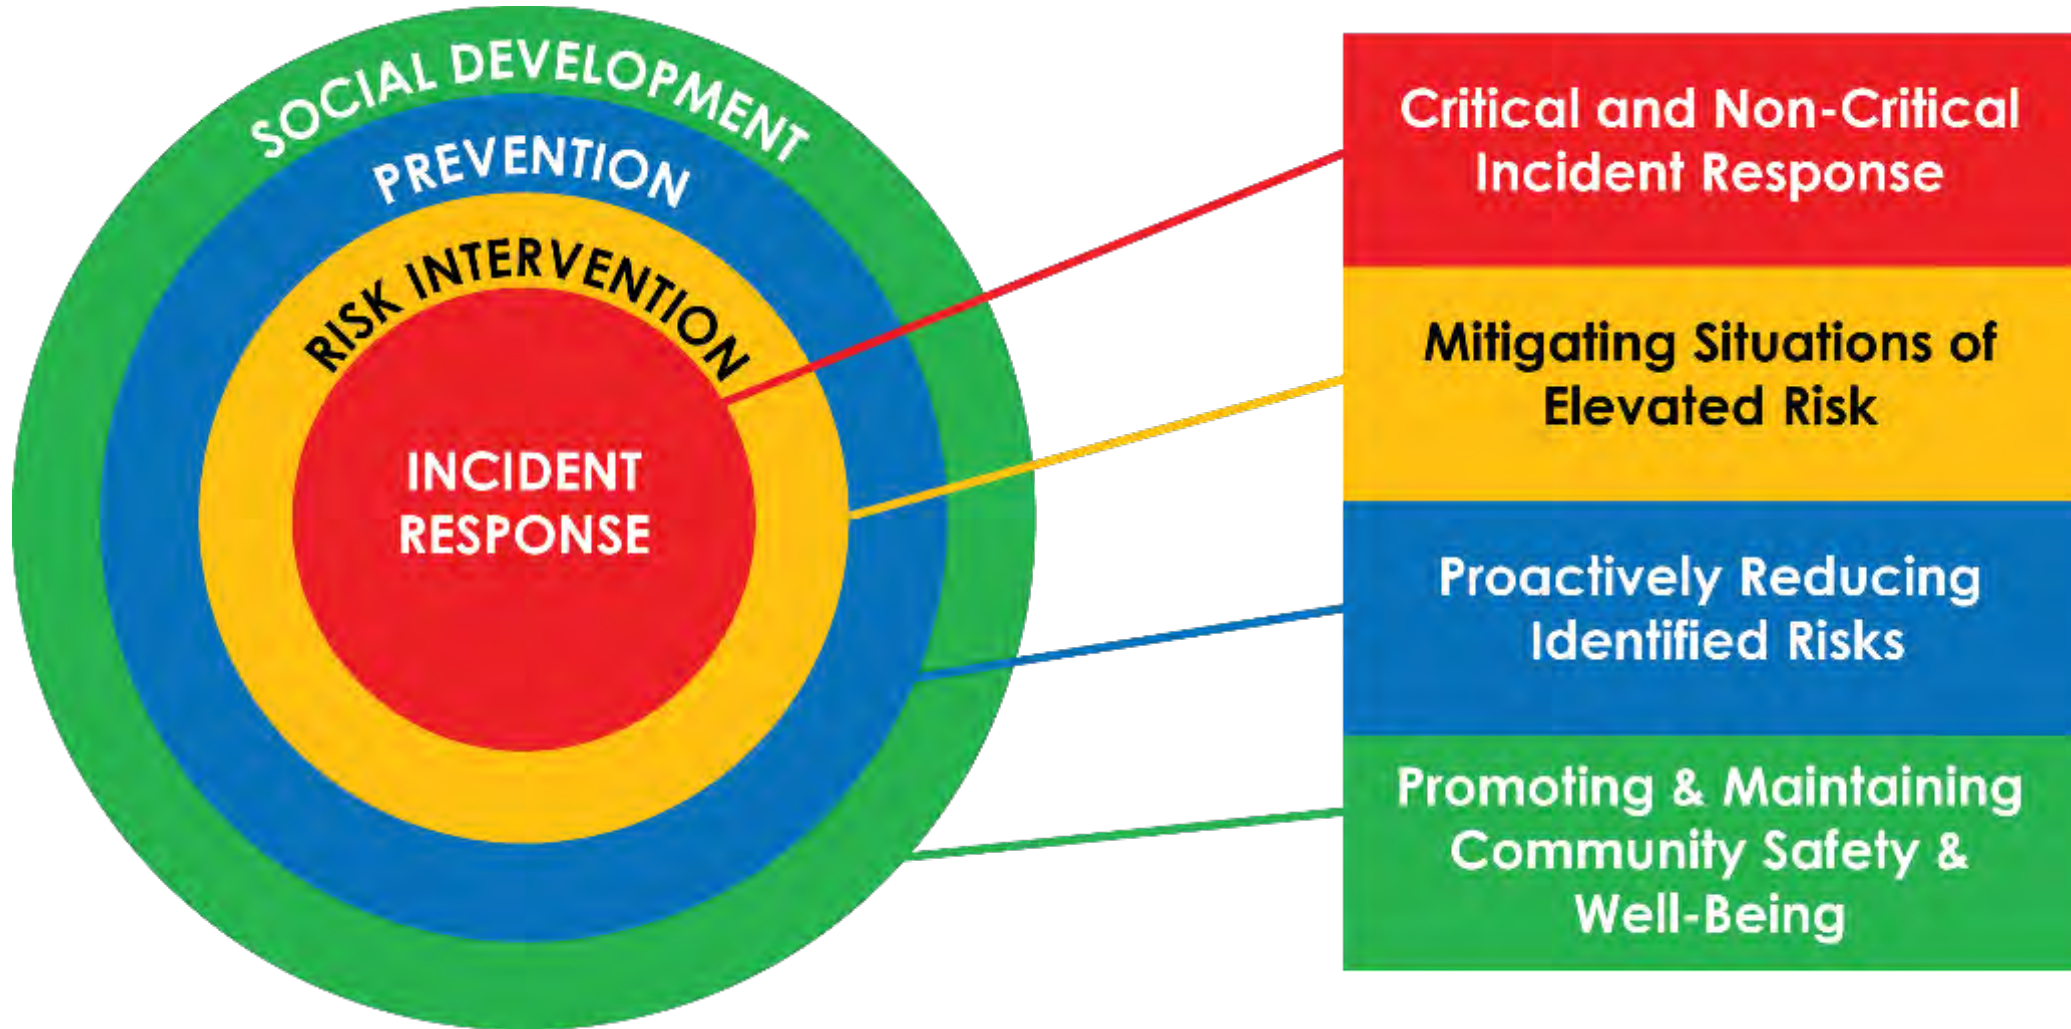 SOCIAL DEVELOPMENT
PREVENTION
RISK INTERVENTION
INCIDENT
RESPONSE
Critical and Non-Critical
Incident Response
Mitigating Situations of
Elevated Risk
Proactively Reducing
Identified Risks
Promoting & Maintaining
Community Safety &
Well-Being